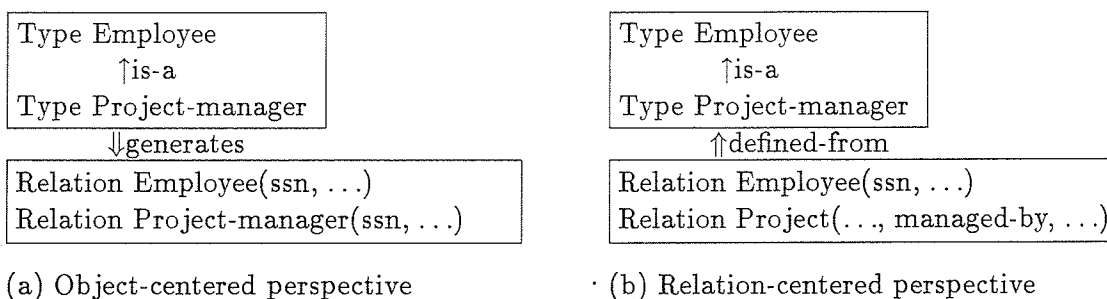 Type Employee
↑is-a
Type Project-manager
⇓generates
Relation Employee(ssn, ...)
Relation Project-manager(ssn, ...)
(a) Object-centered perspective
Type Employee
↑is-a
Type Project-manager
⇑defined-from
Relation Employee(ssn, ...)
Relation Project(..., managed-by, ...)
(b) Relation-centered perspective